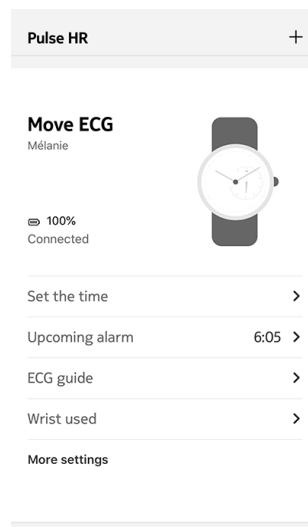 Pulse HR
Move ECG
Mélanie
100%
Connected
Set the time
Upcoming alarm 6:05
ECG guide
Wrist used
More settings